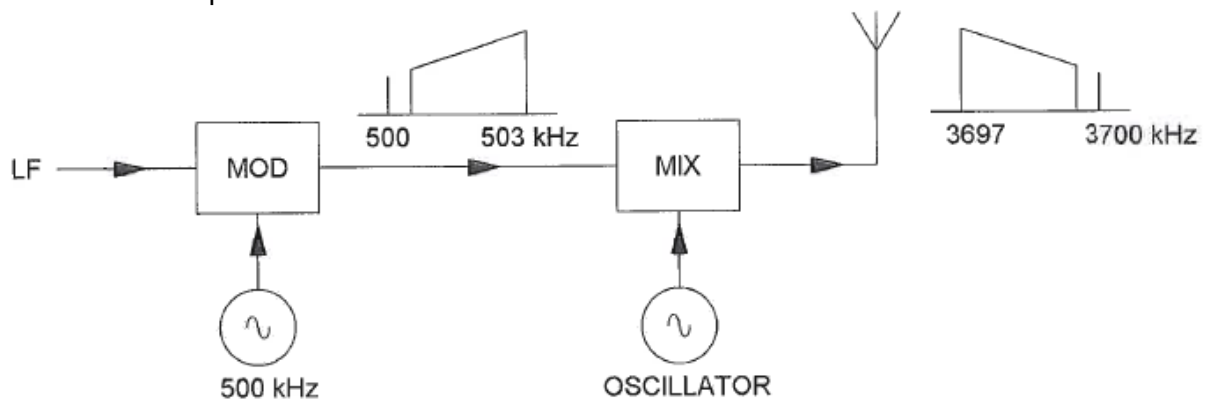 500 503 kHz
3697 3700 kHz
LF
MOD
MIX
500 kHz
OSCILLATOR